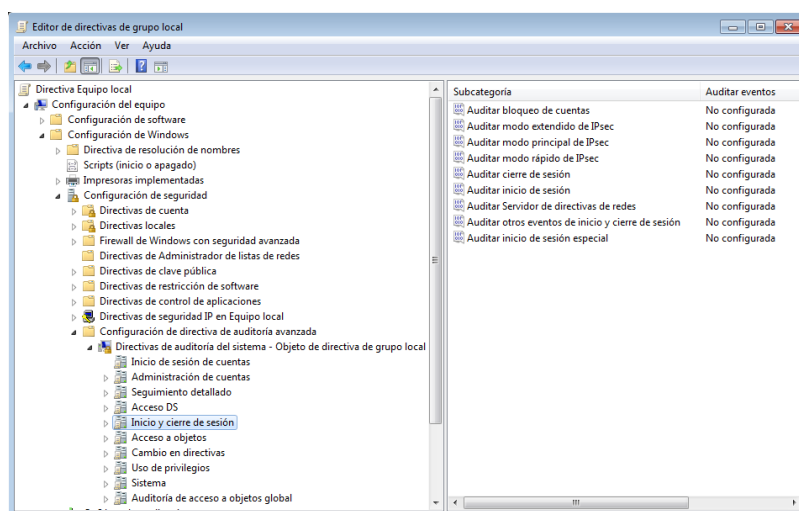 Editor de directivas de grupo local
Archivo Acción Ver Ayuda
Directiva Equipo local
Configuración del equipo
Configuración de software
Configuración de Windows
Directiva de resolución de nombres
Scripts (inicio o apagado)
Impresoras implementadas
Configuración de seguridad
Directivas de cuenta
Directivas locales
Firewall de Windows con seguridad avanzada
Directivas de Administrador de listas de redes
Directivas de clave pública
Directivas de restricción de software
Directivas de control de aplicaciones
Directivas de seguridad IP en Equipo local
Configuración de directiva de auditoría avanzada
Directivas de auditoría del sistema - Objeto de directiva de grupo local
Inicio de sesión de cuentas
Administración de cuentas
Seguimiento detallado
Acceso DS
Inicio y cierre de sesión
Acceso a objetos
Cambio en directivas
Uso de privilegios
Sistema
Auditoría de acceso a objetos global
Subcategoría Auditar eventos
Auditar bloqueo de cuentas No configurada
Auditar modo extendido de IPsec No configurada
Auditar modo principal de IPsec No configurada
Auditar modo rápido de IPsec No configurada
Auditar cierre de sesión No configurada
Auditar inicio de sesión No configurada
Auditar Servidor de directivas de redes No configurada
Auditar otros eventos de inicio y cierre de sesión No configurada
Auditar inicio de sesión especial No configurada